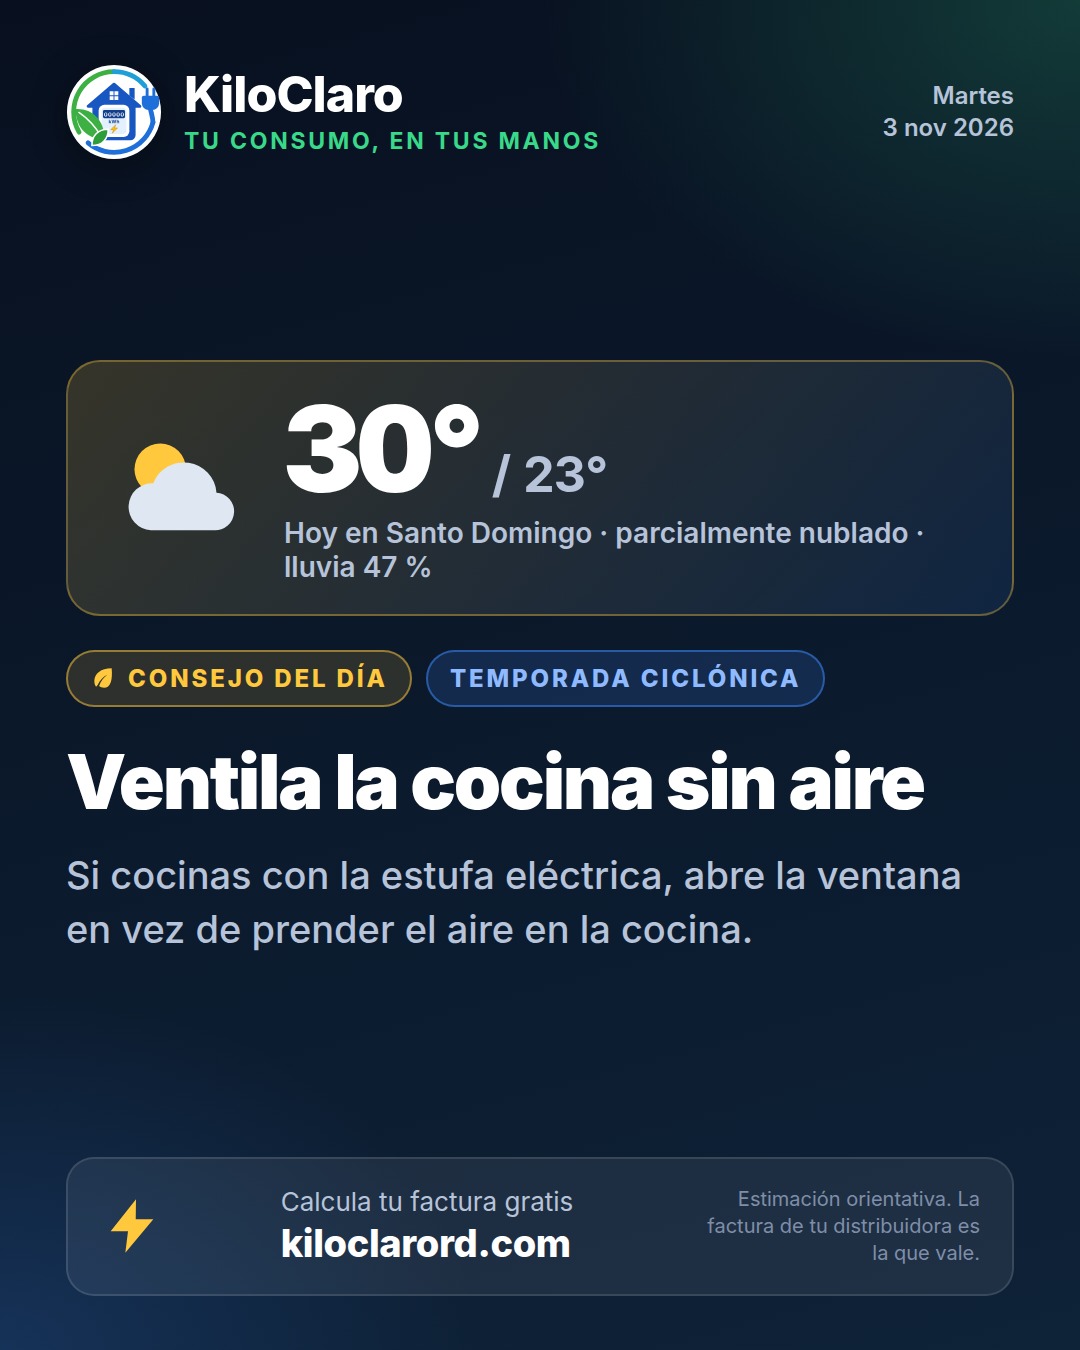 KiloClaro
TU CONSUMO, EN TUS MANOS
Martes
3 nov 2026
30° / 23°
Hoy en Santo Domingo · parcialmente nublado ·
lluvia 47 %
CONSEJO DEL DÍA
TEMPORADA CICLÓNICA
Ventila la cocina sin aire
Si cocinas con la estufa eléctrica, abre la ventana
en vez de prender el aire en la cocina.
Calcula tu factura gratis
kiloclarord.com
Estimación orientativa. La
factura de tu distribuidora es
la que vale.